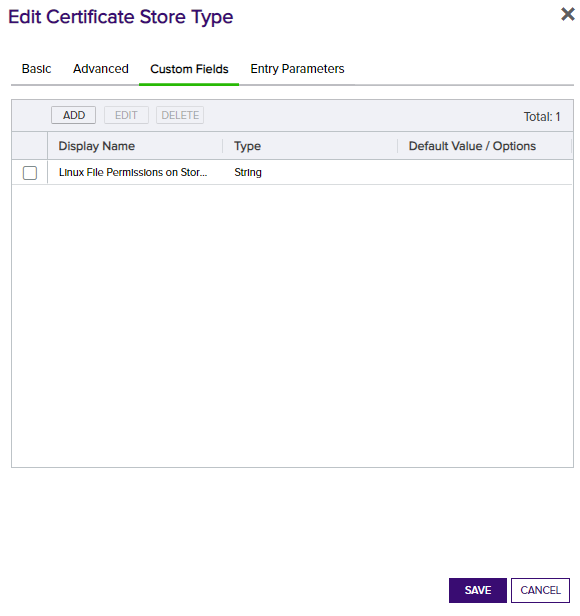 Edit Certificate Store Type
Basic Advanced Custom Fields Entry Parameters
ADD EDIT DELETE Total: 1
Display Name Type Default Value / Options
Linux File Permissions on Stor... String
SAVE CANCEL